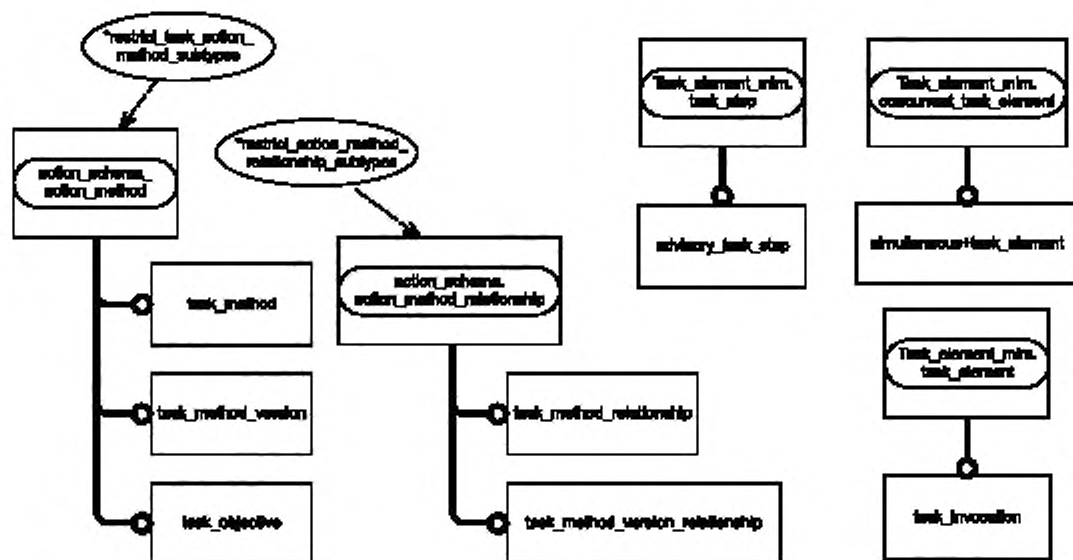 *restrict_task_action_
method_subtypes
action_schema_
action_method
task_method
task_method_version
task_objective
*restrict_action_method_
relationship_subtypes
action_schema.
action_method_relationship
task_method_relationship
task_method_version_relationship
Task_element_mim.
task_step
advisory_task_step
Task_element_mim.
concurrent_task_element
simultaneous+task_element
Task_element_mim.
task_element
task_invocation